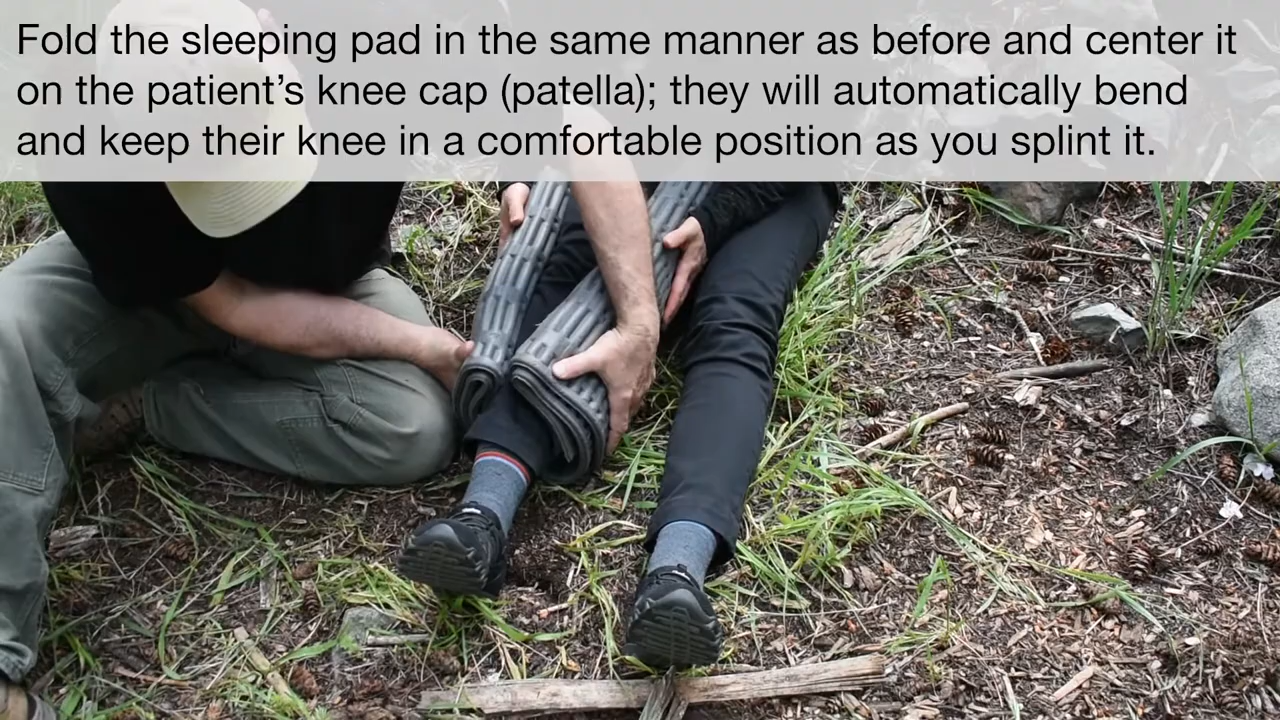 Fold the sleeping pad in the same manner as before and center it
on the patient’s knee cap (patella); they will automatically bend
and keep their knee in a comfortable position as you splint it.